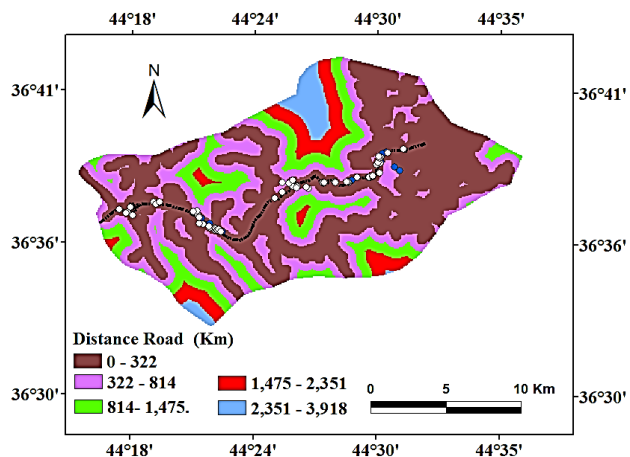 44°18' 44°24' 44°30' 44°35'
N
36°41' 36°41'
36°36' 36°36'
Distance Road (Km)
0 - 322
322 - 814 1,475 - 2,351
814- 1,475. 2,351 - 3,918
0 5 10 Km
36°30' 36°30'
44°18' 44°24' 44°30' 44°35'